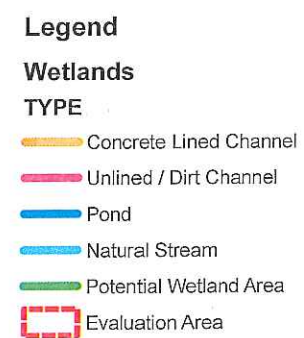 Legend
Wetlands
TYPE
Concrete Lined Channel
Unlined / Dirt Channel
Pond
Natural Stream
Potential Wetland Area
Evaluation Area